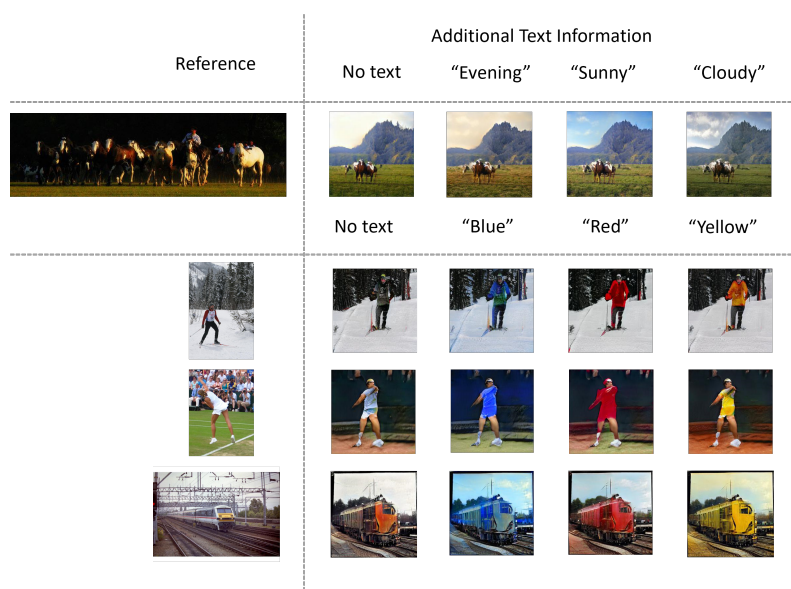 Additional Text Information
Reference
No text “Evening” “Sunny” “Cloudy”
No text “Blue” “Red” “Yellow”